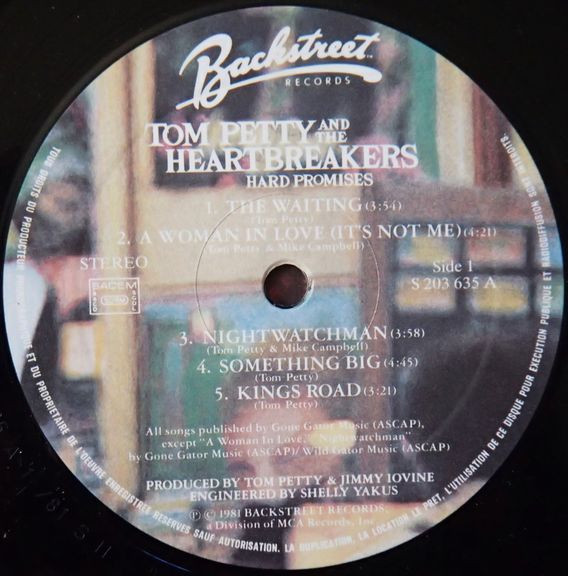 Backstreet
RECORDS
TOM PETTY AND THE
HEARTBREAKERS
HARD PROMISES
1. THE WAITING (3:54)
(Tom Petty)
2. A WOMAN IN LOVE (IT'S NOT ME) (4:21)
(Tom Petty & Mike Campbell)
STEREO
SACEM
Side 1
S 203 635 A
3. NIGHTWATCHMAN (3:58)
(Tom Petty & Mike Campbell)
4. SOMETHING BIG (4:45)
(Tom Petty)
5. KINGS ROAD (3:21)
(Tom Petty)
All songs published by Gone Gator Music (ASCAP),
except "A Woman In Love," "Nightwatchman"
by Gone Gator Music (ASCAP)/Wild Gator Music (ASCAP)
PRODUCED BY TOM PETTY & JIMMY IOVINE
ENGINEERED BY SHELLY YAKUS
℗ © 1981 BACKSTREET RECORDS,
a Division of MCA Records, Inc
TOUS DROITS DU PRODUCTEUR ET DU PROPRIETAIRE DE L'ŒUVRE ENREGISTREE RESERVES SAUF AUTORISATION. LA DUPLICATION, LA LOCATION LE PRET, L'UTILISATION DE CE DISQUE POUR EXECUTION PUBLIQUE ET RADIODIFFUSION SONT INTERDITS.